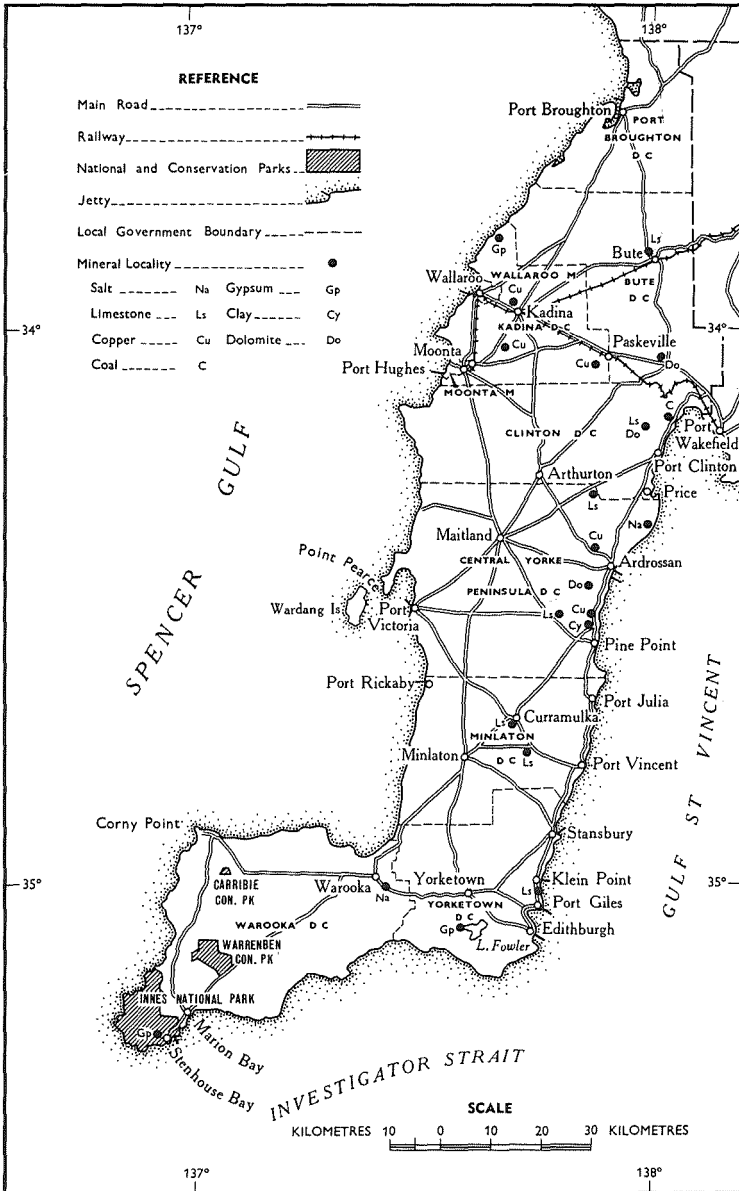 137°
138°
REFERENCE
Main Road
Railway
National and Conservation Parks
Jetty
Local Government Boundary
Mineral Locality
Salt Na Gypsum Gp
Limestone Ls Clay Cy
Copper Cu Dolomite Do
Coal C
Port Broughton
PORT
BROUGHTON
D C
Gp
Ls
Bute
WALLAROO M
BUTE
D C
Wallaroo
Cu
Kadina
KADINA D C
34°
34°
Moonta
Cu
Paskeville
Cu
Do
Port Hughes
MOONTA M
C
Ls
Do
Port
Wakefield
CLINTON D C
Port Clinton
Arthurton
Ls
Price
Na
Maitland
Cu
CENTRAL YORKE
Ardrossan
Point Pearce
PENINSULA D C
Do
Wardang Is
Port
Victoria
Ls
Cu
Cy
Pine Point
SPENCER GULF
Port Rickaby
Port Julia
Ls
Curramulka
MINLATON
D C
Ls
Minlaton
Port Vincent
GULF ST VINCENT
Corny Point
Stansbury
35°
35°
CARRIBIE
CON. PK
Warooka
Na
Yorketown
Klein Point
Ls
YORKETOWN
D C
Port Giles
WAROOKA D C
Gp
L. Fowler
Edithburgh
WARRENBEN
CON. PK
INNES NATIONAL PARK
Gp
Marion Bay
Stenhouse Bay
INVESTIGATOR STRAIT
SCALE
KILOMETRES 10 0 10 20 30 KILOMETRES
137°
138°